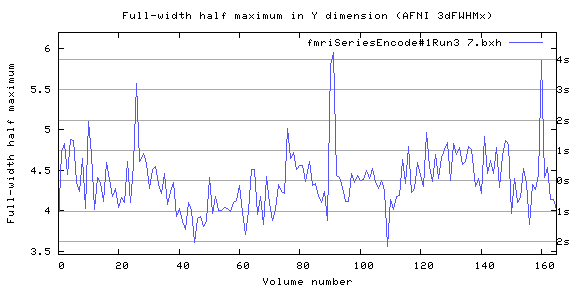 Full-width half maximum in Y dimension (AFNI 3dFWHMx)
fmriSeriesEncode#1Run3 7.bxh
Full-width half maximum
6
5.5
5
4.5
4
3.5
4s
3s
2s
1s
0s
1s
2s
0 20 40 60 80 100 120 140 160
Volume number